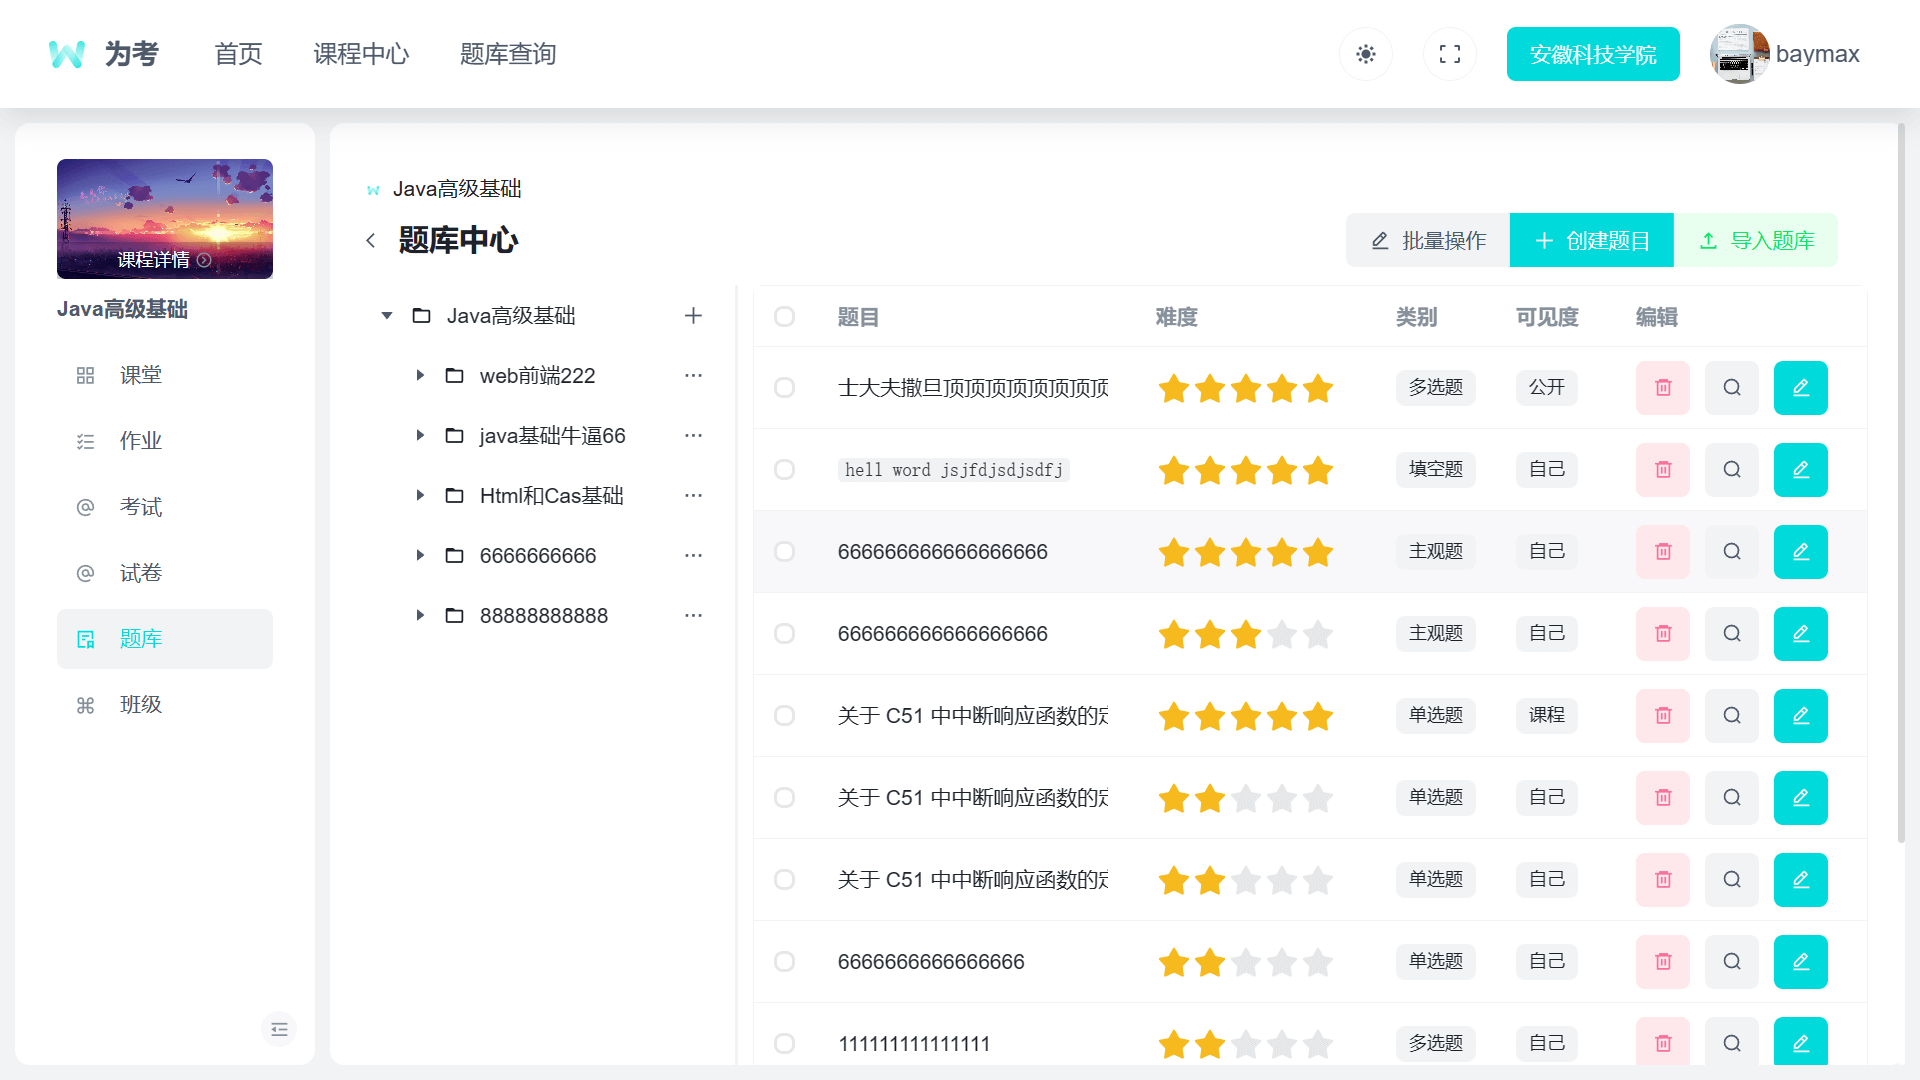 为考
首页
课程中心
题库查询
安徽科技学院
baymax
课程详情
Java高级基础
课堂
作业
考试
试卷
题库
班级
Java高级基础
题库中心
批量操作
创建题目
导入题库
Java高级基础
web前端222
java基础牛逼66
Html和Cas基础
6666666666
88888888888
题目 难度 类别 可见度 编辑
士大夫撒旦顶顶顶顶顶顶顶顶 多选题 公开
hell word jsjfdjsdjsdfj 填空题 自己
666666666666666666 主观题 自己
666666666666666666 主观题 自己
关于 C51 中中断响应函数的定 单选题 课程
关于 C51 中中断响应函数的定 单选题 自己
关于 C51 中中断响应函数的定 单选题 自己
6666666666666666 单选题 自己
111111111111111 多选题 自己